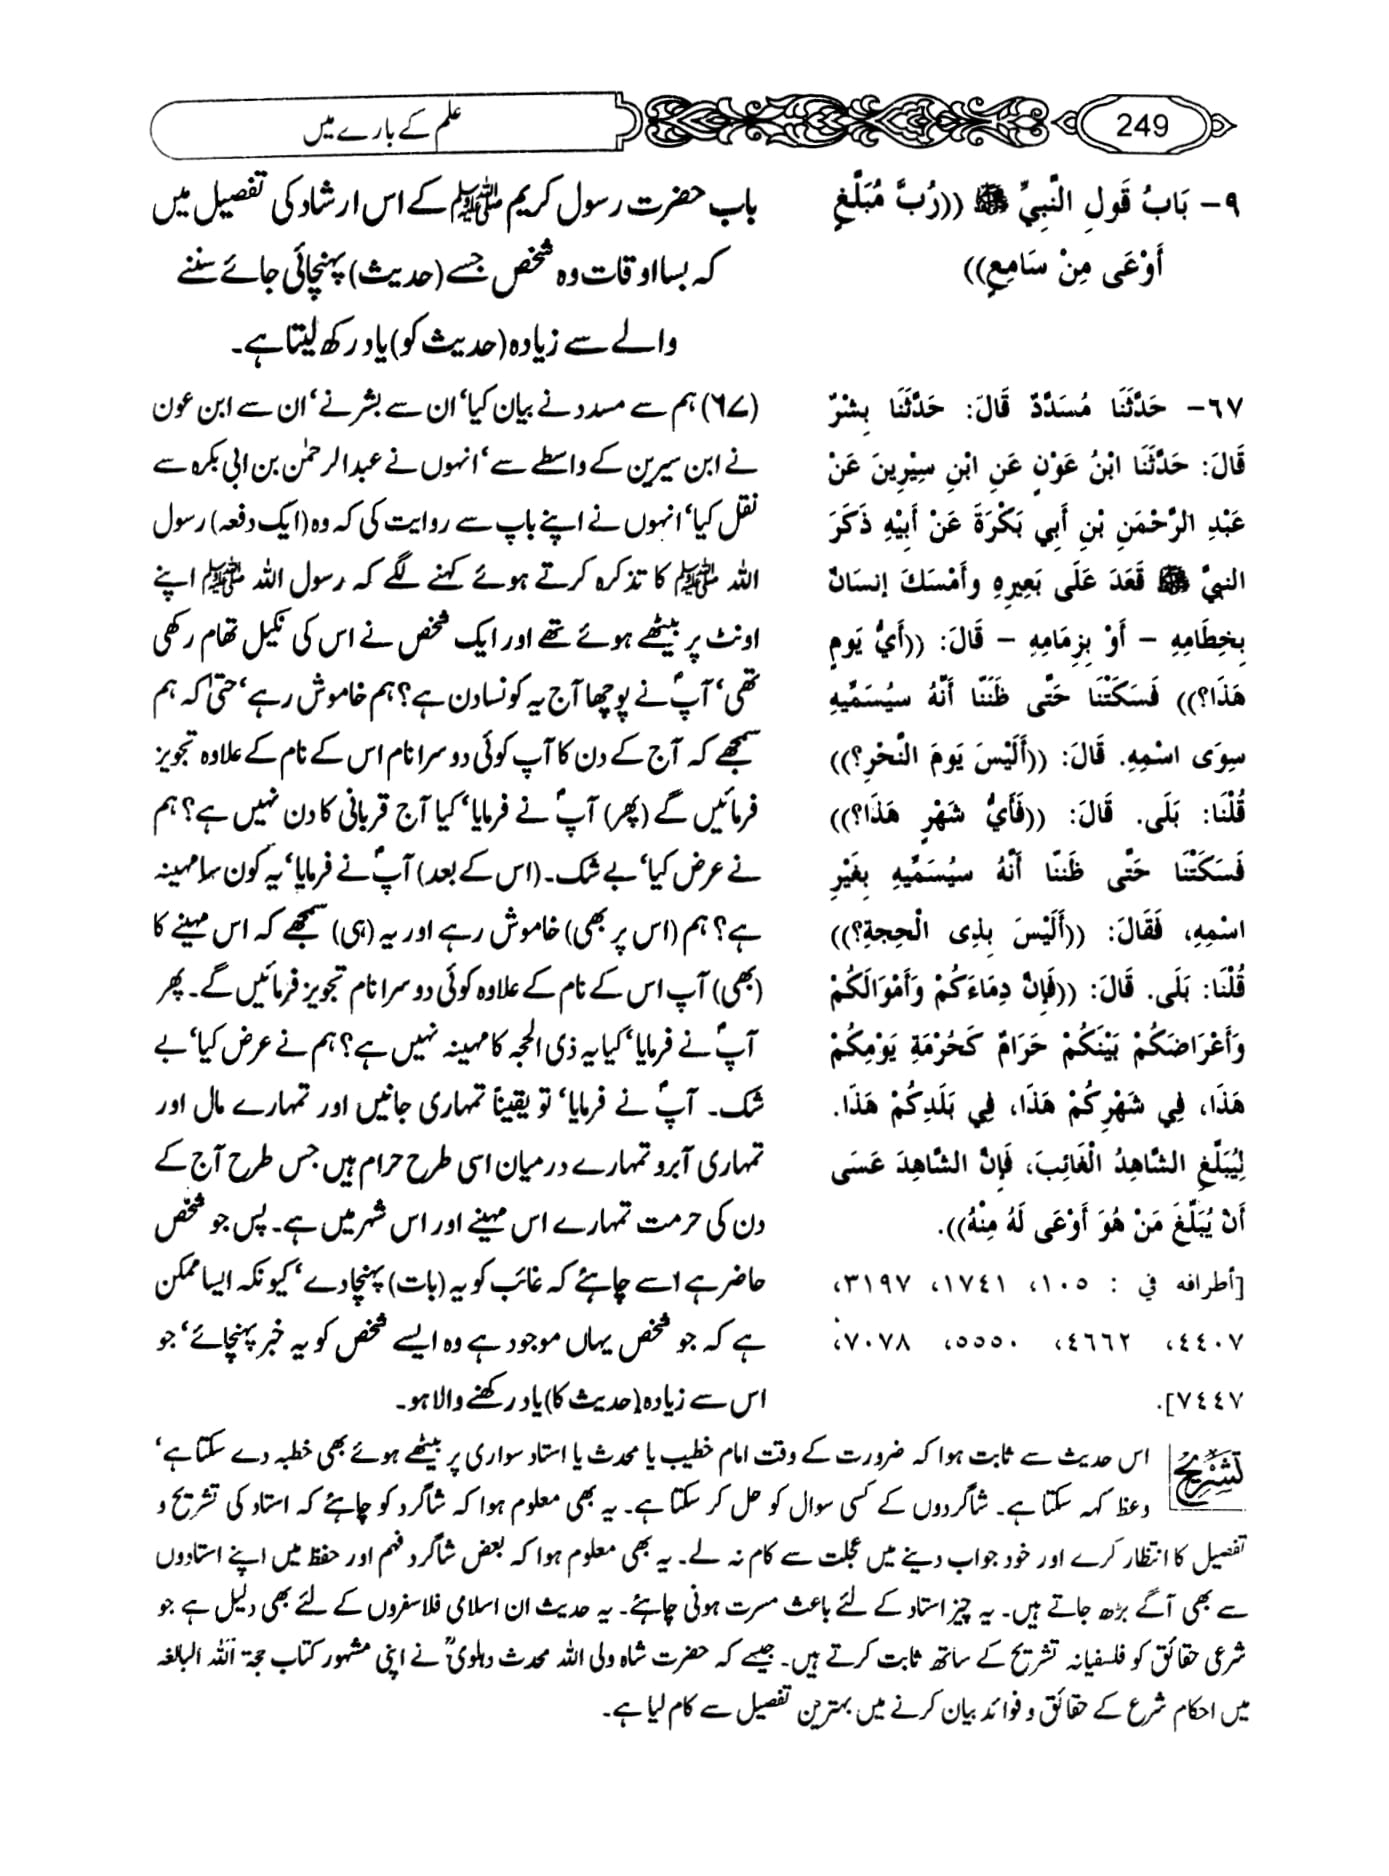 249
علم کے بارے میں
٩- بَابُ قَولِ النَّبِيِّ ﷺ ((رُبَّ مُبَلَّغٍ
أَوْعَى مِنْ سَامِعٍ))
باب حضرت رسول کریم ﷺ کے اس ارشاد کی تفصیل میں
کہ بسا اوقات وہ شخص جسے (حدیث) پہنچائی جائے سننے
والے سے زیادہ (حدیث کو) یاد رکھ لیتا ہے۔
٦٧- حَدَّثَنَا مُسَدَّدٌ قَالَ: حَدَّثَنَا بِشْرٌ
قَالَ: حَدَّثَنَا ابْنُ عَوْنٍ عَنِ ابْنِ سِيْرِينَ عَنْ
عَبْدِ الرَّحْمَنِ بْنِ أَبِي بَكْرَةَ عَنْ أَبِيْهِ ذَكَرَ
النبيَّ ﷺ قَعَدَ عَلَى بَعِيرِهِ وأَمْسَكَ إِنسَانٌ
بِخِطَامِهِ – أَوْ بِزِمَامِهِ – قَالَ: ((أَيُّ يَومٍ
هَذَا؟)) فَسَكَتْنَا حَتَّى ظَنَنَّا أَنَّهُ سيُسَمِّيهِ
سِوَى اسْمِهِ. قَالَ: ((أَلَيْسَ يَومَ النَّحْرِ؟))
قُلْنَا: بَلَى. قَالَ: ((فَأَيُّ شَهْرٍ هَذَا؟))
فَسَكَتْنَا حَتَّى ظَنَنَّا أَنَّهُ سيُسَمِّيهِ بِغَيْرِ
اسْمِهِ، فَقَالَ: ((أَلَيْسَ بِذِى الْحِجةِ؟))
قُلْنَا: بَلَى. قَالَ: ((فَإِنَّ دِمَاءَكُمْ وَأَمْوَالَكُمْ
وَأَعْرَاضَكُمْ بَيْنَكُمْ حَرَامٌ كَحُرْمَةِ يَوْمِكُمْ
هَذَا، فِي شَهْرِكُمْ هَذَا، فِي بَلَدِكُمْ هَذَا.
لِيُبَلِّغِ الشَّاهِدُ الْغَائِبَ، فَإِنَّ الشَّاهِدَ عَسَى
أَنْ يُبَلِّغَ مَنْ هُوَ أَوْعَى لَهُ مِنْهُ)).
[أطرافه في : ١٠٥، ١٧٤١، ٣١٩٧،
٤٤٠٧، ٤٦٦٢، ٥٥٥٠، ٧٠٧٨،
٧٤٤٧].
(٦٧) ہم سے مسدد نے بیان کیا‘ ان سے بشر نے‘ ان سے ابن عون
نے ابن سیرین کے واسطے سے‘ انہوں نے عبدالرحمٰن بن ابی بکرہ سے
نقل کیا‘ انہوں نے اپنے باپ سے روایت کی کہ وہ (ایک دفعہ) رسول
اللہ ﷺ کا تذکرہ کرتے ہوئے کہنے لگے کہ رسول اللہ ﷺ اپنے
اونٹ پر بیٹھے ہوئے تھے اور ایک شخص نے اس کی نکیل تھام رکھی
تھی‘ آپؐ نے پوچھا آج یہ کونسا دن ہے؟ ہم خاموش رہے‘ حتیٰ کہ ہم
سمجھے کہ آج کے دن کا آپ کوئی دوسرا نام اس کے نام کے علاوہ تجویز
فرمائیں گے (پھر) آپؐ نے فرمایا‘ کیا آج قربانی کا دن نہیں ہے؟ ہم
نے عرض کیا‘ بے شک۔ (اس کے بعد) آپؐ نے فرمایا‘ یہ کون سا مہینہ
ہے؟ ہم (اس پر بھی) خاموش رہے اور یہ (ہی) سمجھے کہ اس مہینے کا
(بھی) آپ اس کے نام کے علاوہ کوئی دوسرا نام تجویز فرمائیں گے۔ پھر
آپؐ نے فرمایا‘ کیا یہ ذی الحجہ کا مہینہ نہیں ہے؟ ہم نے عرض کیا‘ بے
شک۔ آپؐ نے فرمایا‘ تو یقیناً تمہاری جانیں اور تمہارے مال اور
تمہاری آبرو تمہارے درمیان اسی طرح حرام ہیں جس طرح آج کے
دن کی حرمت تمہارے اس مہینے اور اس شہر میں ہے۔ پس جو شخص
حاضر ہے اسے چاہئے کہ غائب کو یہ (بات) پہنچا دے‘ کیونکہ ایسا ممکن
ہے کہ جو شخص یہاں موجود ہے وہ ایسے شخص کو یہ خبر پہنچائے‘ جو
اس سے زیادہ (حدیث کا) یاد رکھنے والا ہو۔
تشریح
اس حدیث سے ثابت ہوا کہ ضرورت کے وقت امام خطیب یا محدث یا استاد سواری پر بیٹھے ہوئے بھی خطبہ دے سکتا ہے‘
وعظ کہہ سکتا ہے۔ شاگردوں کے کسی سوال کو حل کر سکتا ہے۔ یہ بھی معلوم ہوا کہ شاگرد کو چاہئے کہ استاد کی تشریح و
تفصیل کا انتظار کرے اور خود جواب دینے میں عجلت سے کام نہ لے۔ یہ بھی معلوم ہوا کہ بعض شاگرد فہم اور حفظ میں اپنے استادوں
سے بھی آگے بڑھ جاتے ہیں۔ یہ چیز استاد کے لئے باعث مسرت ہونی چاہئے۔ یہ حدیث ان اسلامی فلاسفروں کے لئے بھی دلیل ہے جو
شرعی حقائق کو فلسفیانہ تشریح کے ساتھ ثابت کرتے ہیں۔ جیسے کہ حضرت شاہ ولی اللہ محدث دہلویؒ نے اپنی مشہور کتاب حجۃ اللہ البالغہ
میں احکام شرع کے حقائق و فوائد بیان کرنے میں بہترین تفصیل سے کام لیا ہے۔